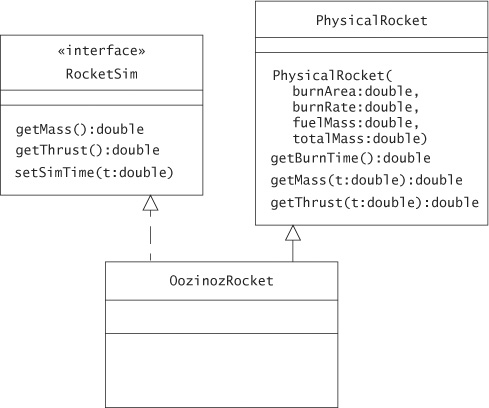 «interface»
RocketSim
getMass():double
getThrust():double
setSimTime(t:double)
PhysicalRocket
PhysicalRocket(
burnArea:double,
burnRate:double,
fuelMass:double,
totalMass:double)
getBurnTime():double
getMass(t:double):double
getThrust(t:double):double
OozinozRocket